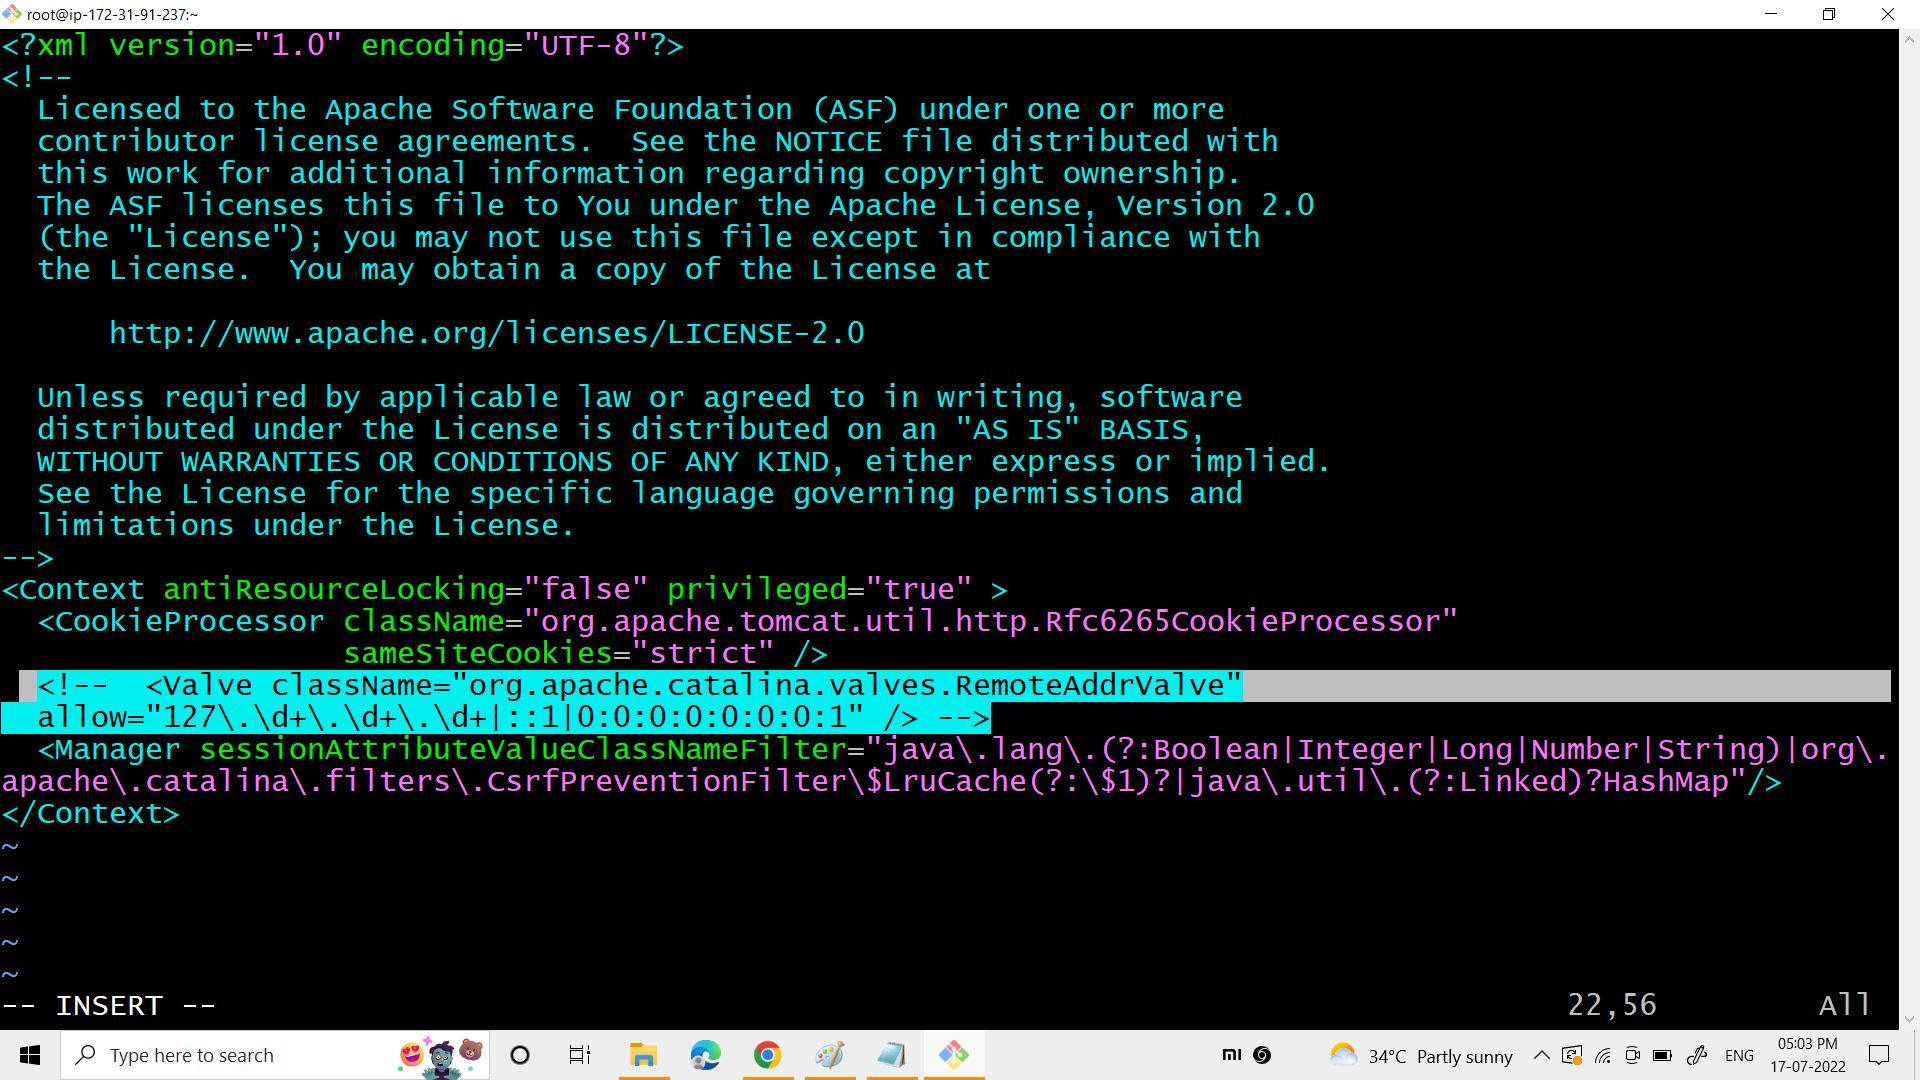 root@ip-172-31-91-237:~
<?xml version="1.0" encoding="UTF-8"?>
<!--
  Licensed to the Apache Software Foundation (ASF) under one or more
  contributor license agreements.  See the NOTICE file distributed with
  this work for additional information regarding copyright ownership.
  The ASF licenses this file to You under the Apache License, Version 2.0
  (the "License"); you may not use this file except in compliance with
  the License.  You may obtain a copy of the License at

      http://www.apache.org/licenses/LICENSE-2.0

  Unless required by applicable law or agreed to in writing, software
  distributed under the License is distributed on an "AS IS" BASIS,
  WITHOUT WARRANTIES OR CONDITIONS OF ANY KIND, either express or implied.
  See the License for the specific language governing permissions and
  limitations under the License.
-->
<Context antiResourceLocking="false" privileged="true" >
  <CookieProcessor className="org.apache.tomcat.util.http.Rfc6265CookieProcessor"
                   sameSiteCookies="strict" />
  <!--  <Valve className="org.apache.catalina.valves.RemoteAddrValve"
  allow="127\.\d+\.\d+\.\d+|::1|0:0:0:0:0:0:0:1" /> -->
  <Manager sessionAttributeValueClassNameFilter="java\.lang\.(?:Boolean|Integer|Long|Number|String)|org\.
apache\.catalina\.filters\.CsrfPreventionFilter\$LruCache(?:\$1)?|java\.util\.(?:Linked)?HashMap"/>
</Context>
~
~
~
~
~
-- INSERT -- 22,56 All
Type here to search mi 34°C Partly sunny ENG 05:03 PM
17-07-2022